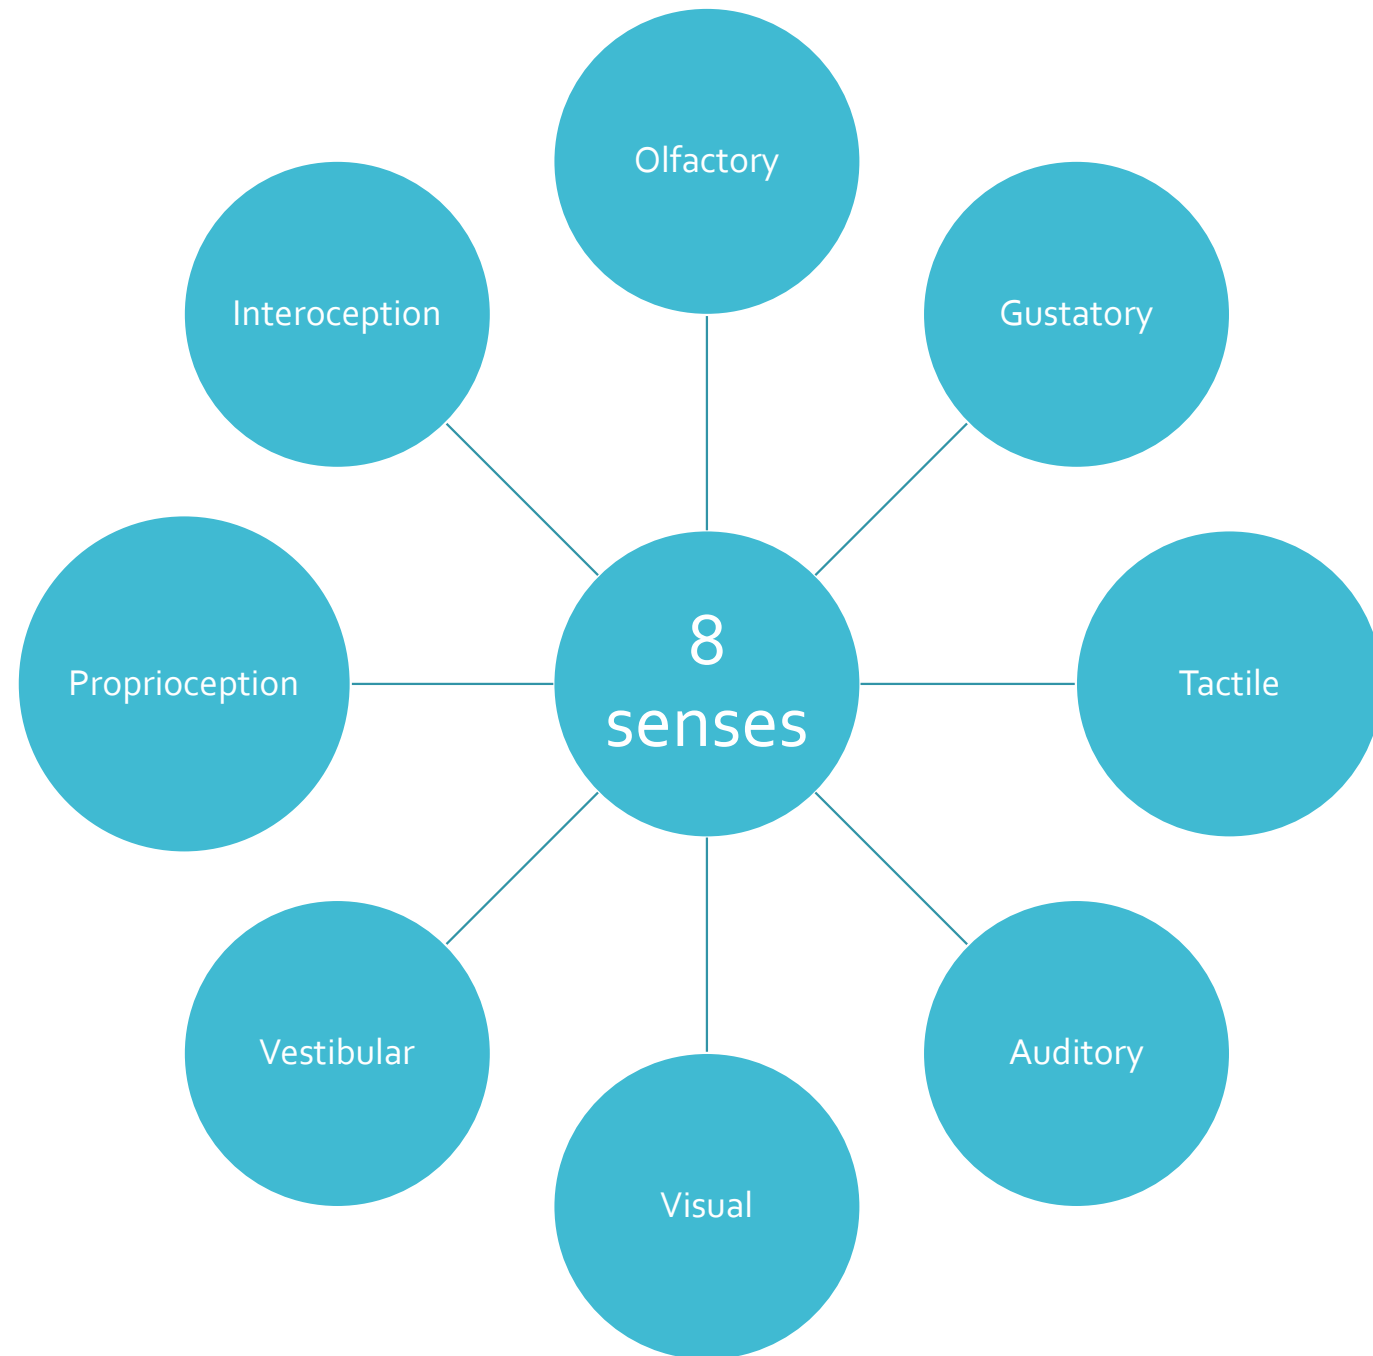 Olfactory
Gustatory
Tactile
Auditory
Visual
Vestibular
Proprioception
Interoception
8
senses